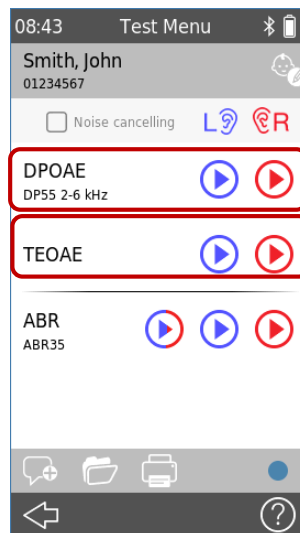 08:43 Test Menu
Smith, John
01234567
Noise cancelling L R
DPOAE
DP55 2-6 kHz
TEOAE
ABR
ABR35
?